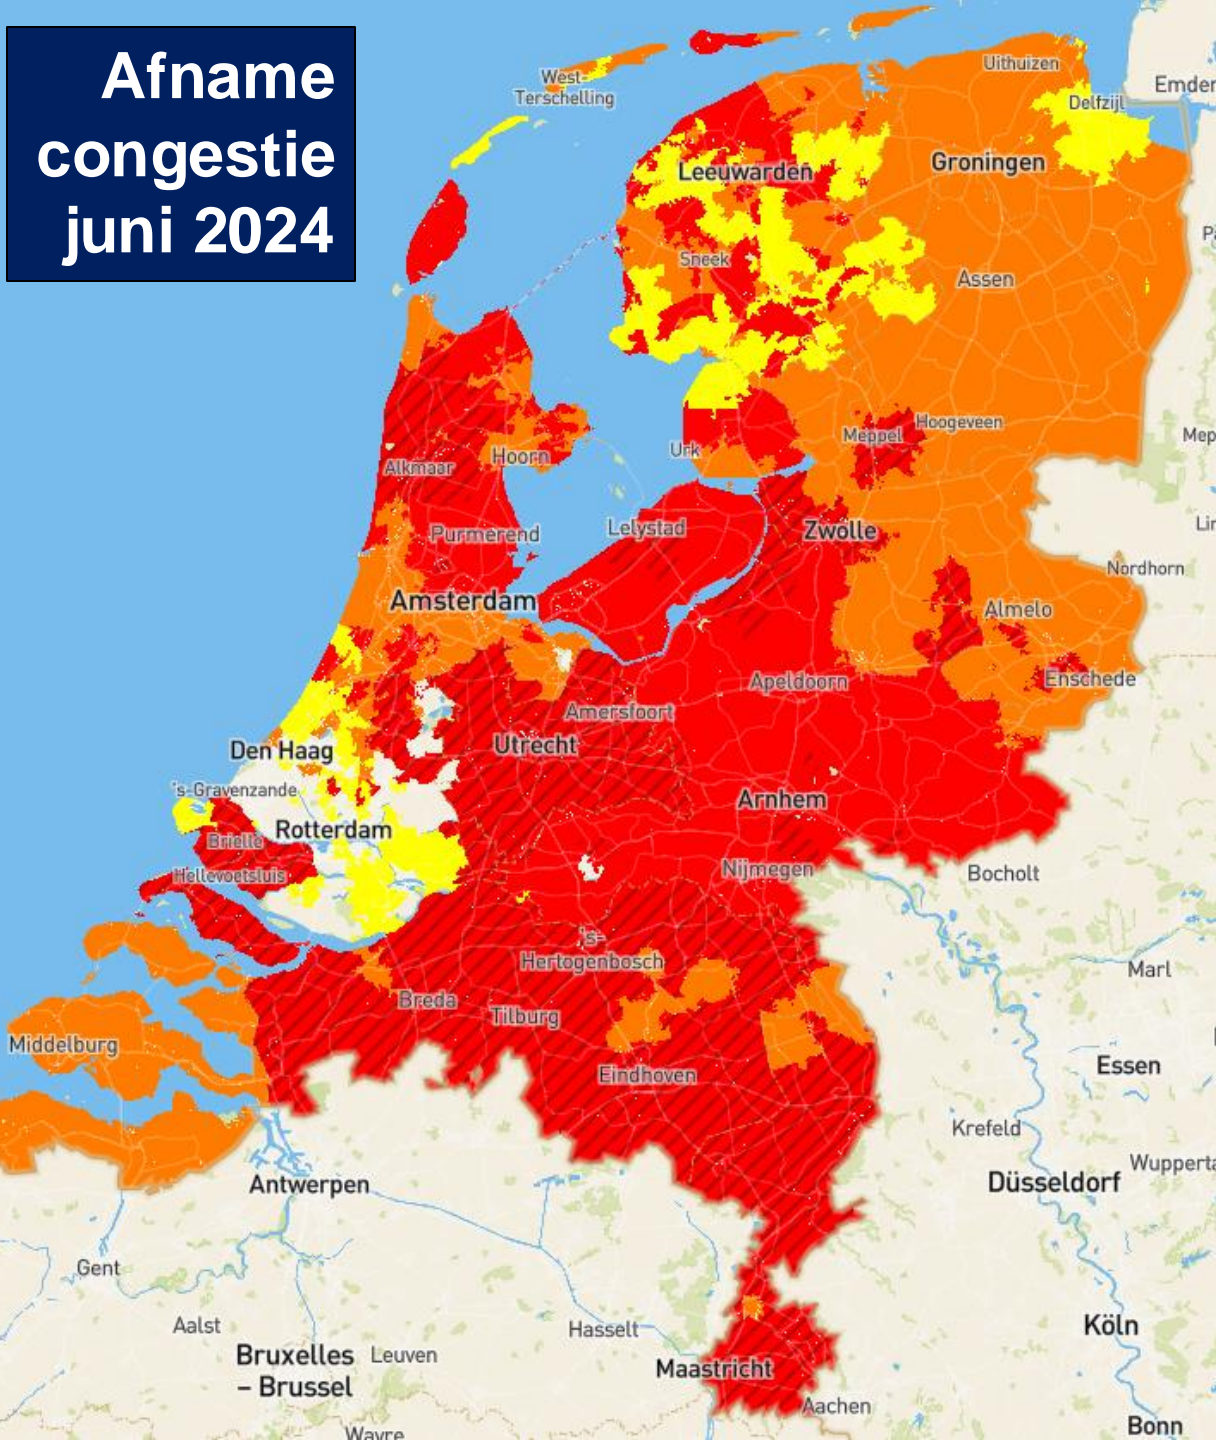 Afname
congestie
juni 2024
West-
Terschelling
Uithuizen
Emden
Delfzijl
Leeuwarden
Groningen
Sneek
Assen
Urk
Meppel
Hoogeveen
Mep
Alkmaar
Hoorn
Purmerend
Lelystad
Zwolle
Lin
Nordhorn
Amsterdam
Almelo
Apeldoorn
Enschede
Amersfoort
Den Haag
Utrecht
's-Gravenzande
Arnhem
Rotterdam
Brielle
Hellevoetsluis
Nijmegen
Bocholt
's-
Hertogenbosch
Marl
Breda
Tilburg
Middelburg
Essen
Eindhoven
Krefeld
Wupperta
Düsseldorf
Antwerpen
Gent
Aalst
Hasselt
Köln
Bruxelles
– Brussel
Leuven
Maastricht
Aachen
Bonn
Wavre